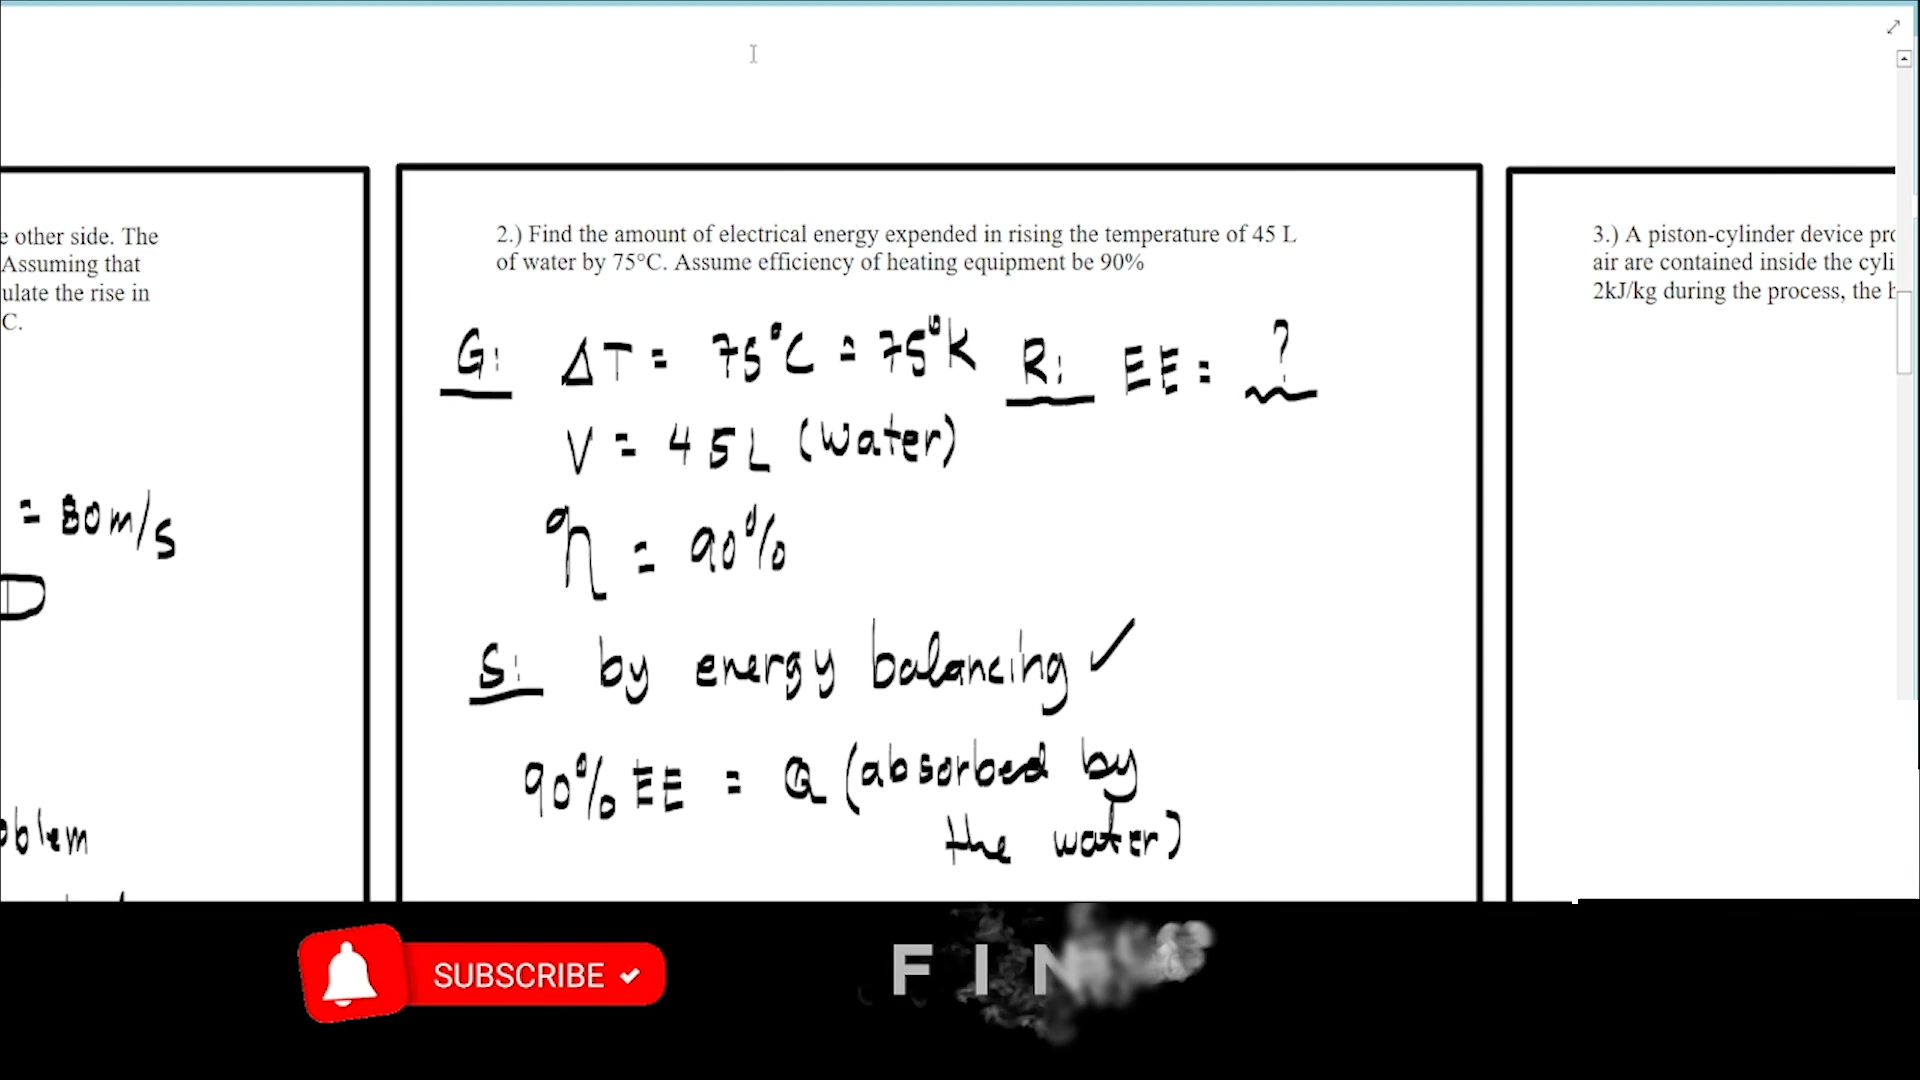 e other side. The
Assuming that
ulate the rise in
C.
= 80m/s
oblem
2.) Find the amount of electrical energy expended in rising the temperature of 45 L
of water by 75°C. Assume efficiency of heating equipment be 90%
G: ΔT = 75°C = 75°K R: EE = ?
V = 45L (water)
η = 90%
S: by energy balancing ✓
90% EE = Q (absorbed by
the water)
3.) A piston-cylinder device pro
air are contained inside the cyli
2kJ/kg during the process, the h
SUBSCRIBE
FIN